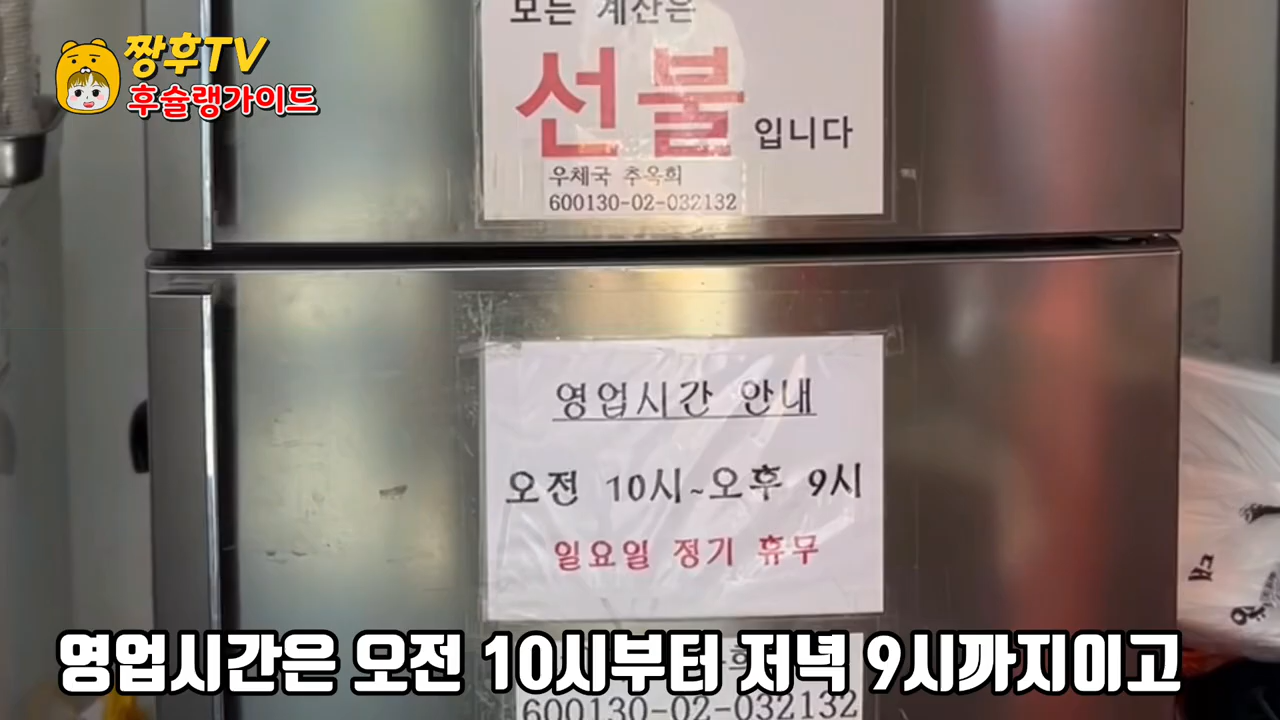 짱후TV
후슐랭가이드
모든 계산은
선불 입니다
우체국 추옥희
600130-02-032132
영업시간 안내
오전 10시~오후 9시
일요일 정기 휴무
영업시간은 오전 10시부터 저녁 9시까지이고
600130-02-032132